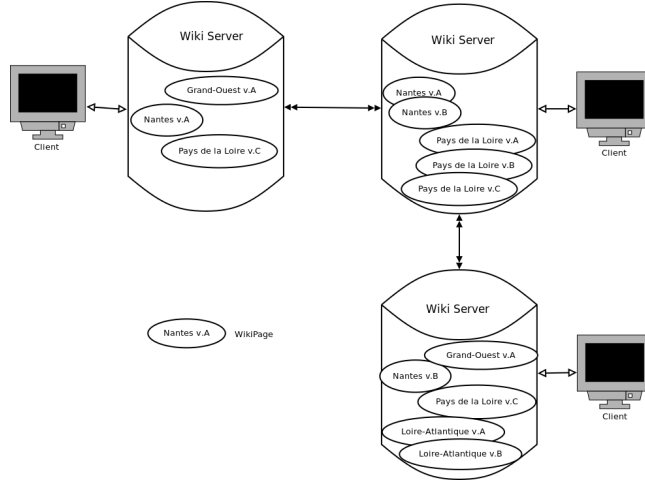 Wiki Server
Grand-Ouest v.A
Nantes v.A
Pays de la Loire v.C
Client
Wiki Server
Nantes v.A
Nantes v.B
Pays de la Loire v.A
Pays de la Loire v.B
Pays de la Loire v.C
Client
Wiki Server
Grand-Ouest v.A
Nantes v.B
Pays de la Loire v.C
Loire-Atlantique v.A
Loire-Atlantique v.B
Client
Nantes v.A
WikiPage